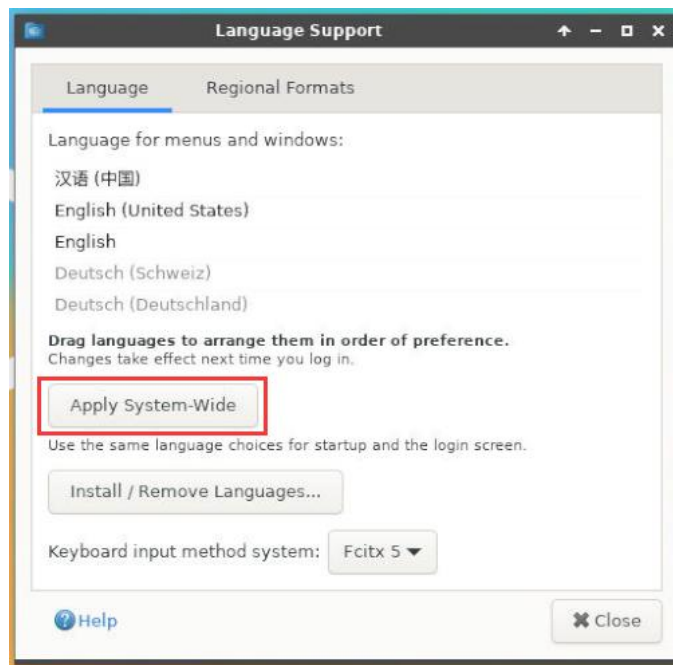 Language Support
Language Regional Formats
Language for menus and windows:
汉语 (中国)
English (United States)
English
Deutsch (Schweiz)
Deutsch (Deutschland)
Drag languages to arrange them in order of preference.
Changes take effect next time you log in.
Apply System-Wide
Use the same language choices for startup and the login screen.
Install / Remove Languages...
Keyboard input method system: Fcitx 5
Help Close